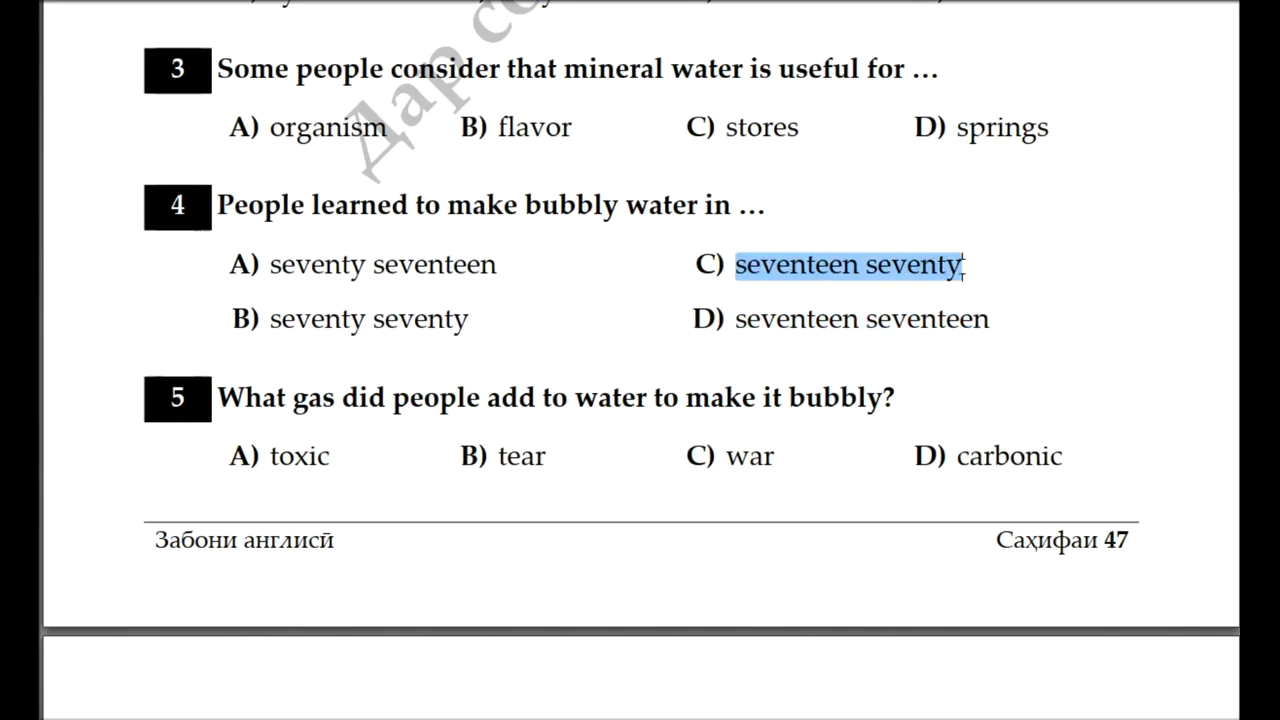 3 Some people consider that mineral water is useful for …
A) organism B) flavor C) stores D) springs
4 People learned to make bubbly water in …
A) seventy seventeen C) seventeen seventy
B) seventy seventy D) seventeen seventeen
5 What gas did people add to water to make it bubbly?
A) toxic B) tear C) war D) carbonic
Забони англисӣ Саҳифаи 47
Дар со